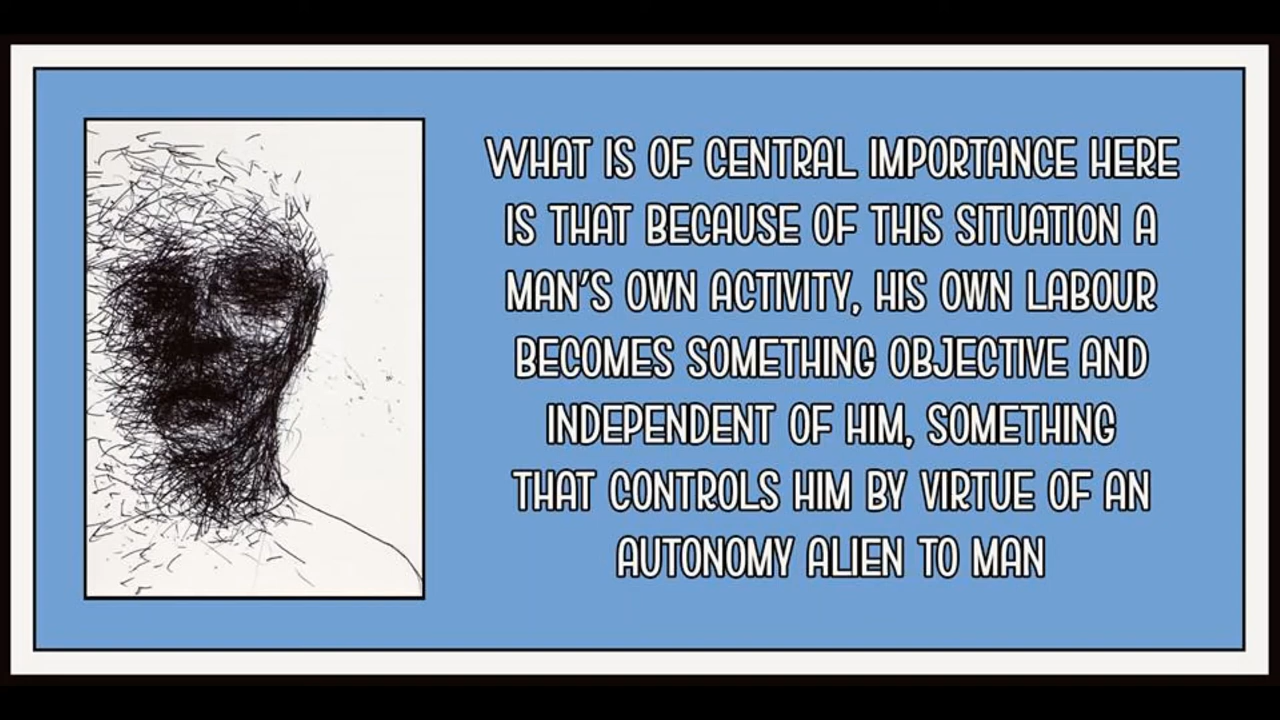 WHAT IS OF CENTRAL IMPORTANCE HERE
IS THAT BECAUSE OF THIS SITUATION A
MAN'S OWN ACTIVITY, HIS OWN LABOUR
BECOMES SOMETHING OBJECTIVE AND
INDEPENDENT OF HIM, SOMETHING
THAT CONTROLS HIM BY VIRTUE OF AN
AUTONOMY ALIEN TO MAN